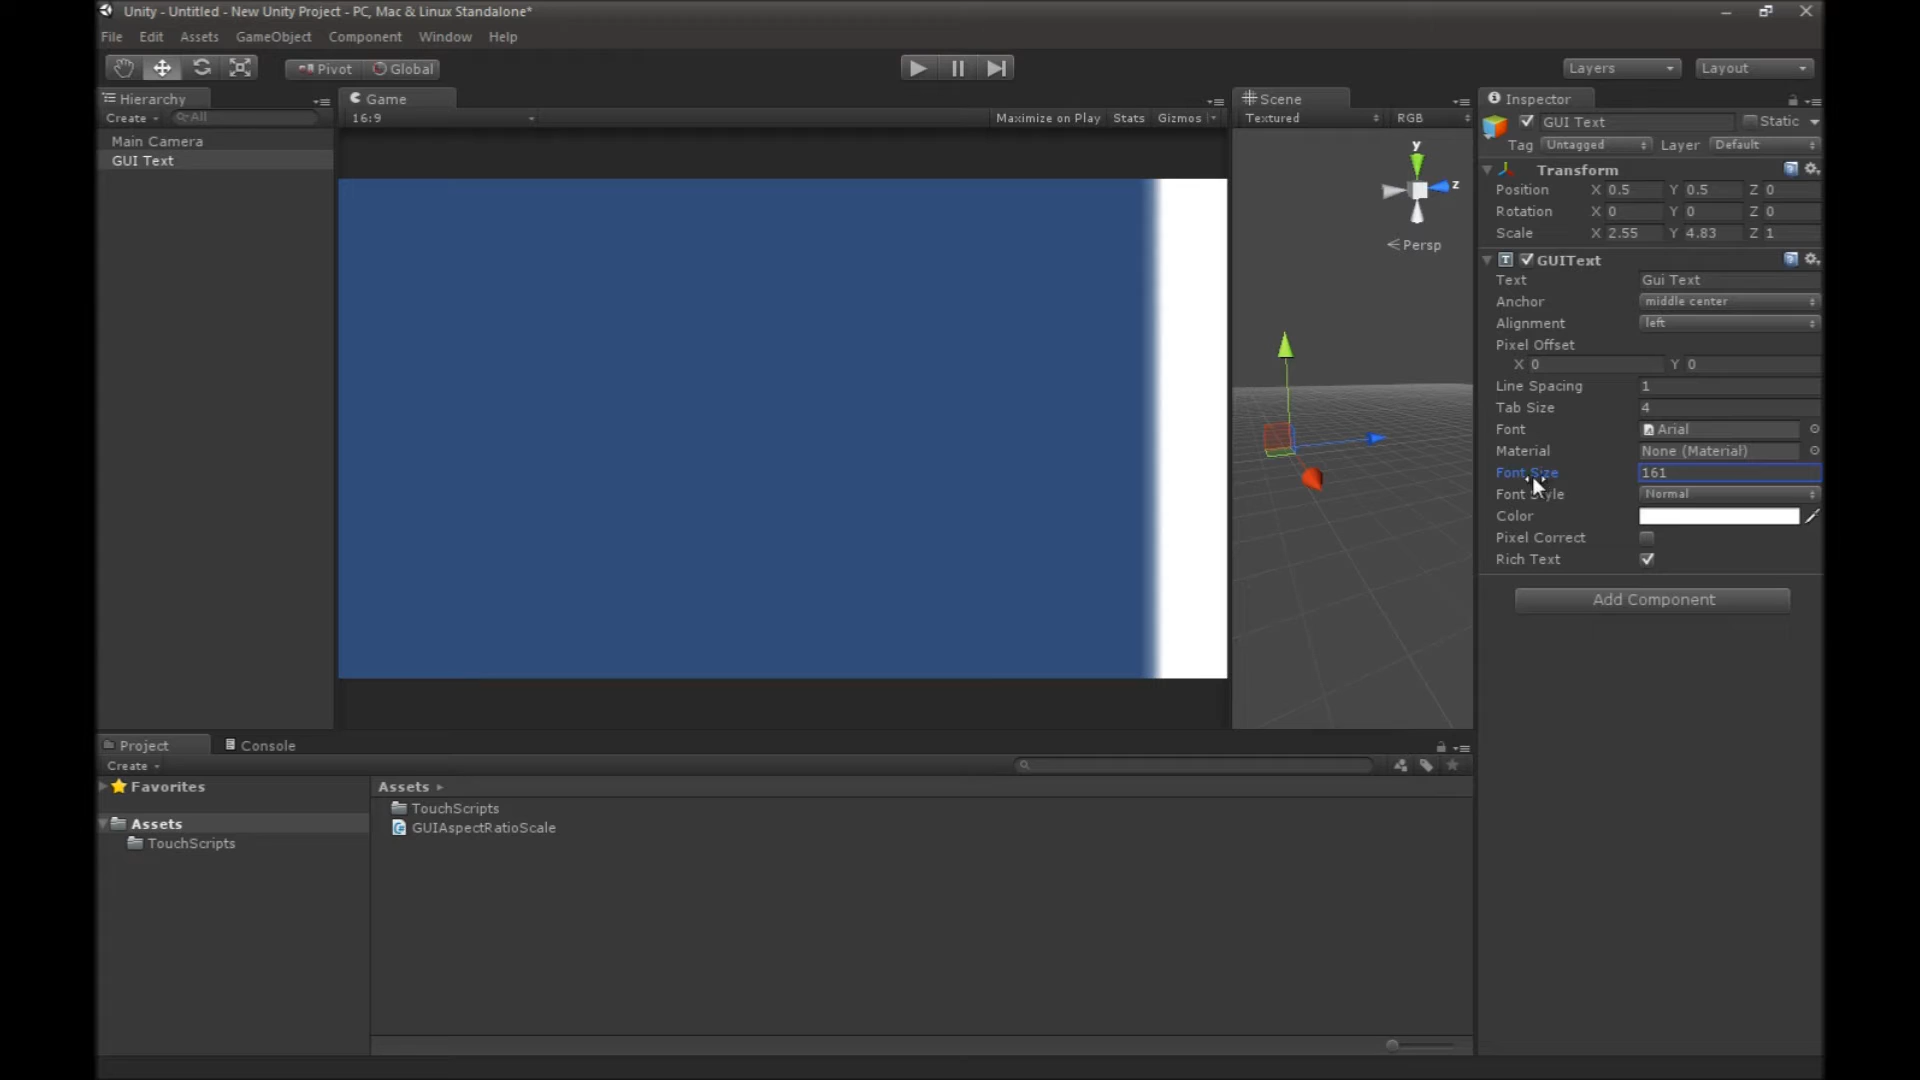 Unity - Untitled - New Unity Project - PC, Mac & Linux Standalone*
File Edit Assets GameObject Component Window Help
Pivot Global Layers Layout
Hierarchy
Create All
Main Camera
GUI Text
Game
16:9 Maximize on Play Stats Gizmos
Scene
Textured RGB
y
z
Persp
Inspector
GUI Text Static
Tag Untagged Layer Default
Transform
Position X 0.5 Y 0.5 Z 0
Rotation X 0 Y 0 Z 0
Scale X 2.55 Y 4.83 Z 1
GUIText
Text Gui Text
Anchor middle center
Alignment left
Pixel Offset
X 0 Y 0
Line Spacing 1
Tab Size 4
Font Arial
Material None (Material)
Font Size 161
Font Style Normal
Color
Pixel Correct
Rich Text
Add Component
Project Console
Create
Favorites
Assets
TouchScripts
Assets
TouchScripts
GUIAspectRatioScale